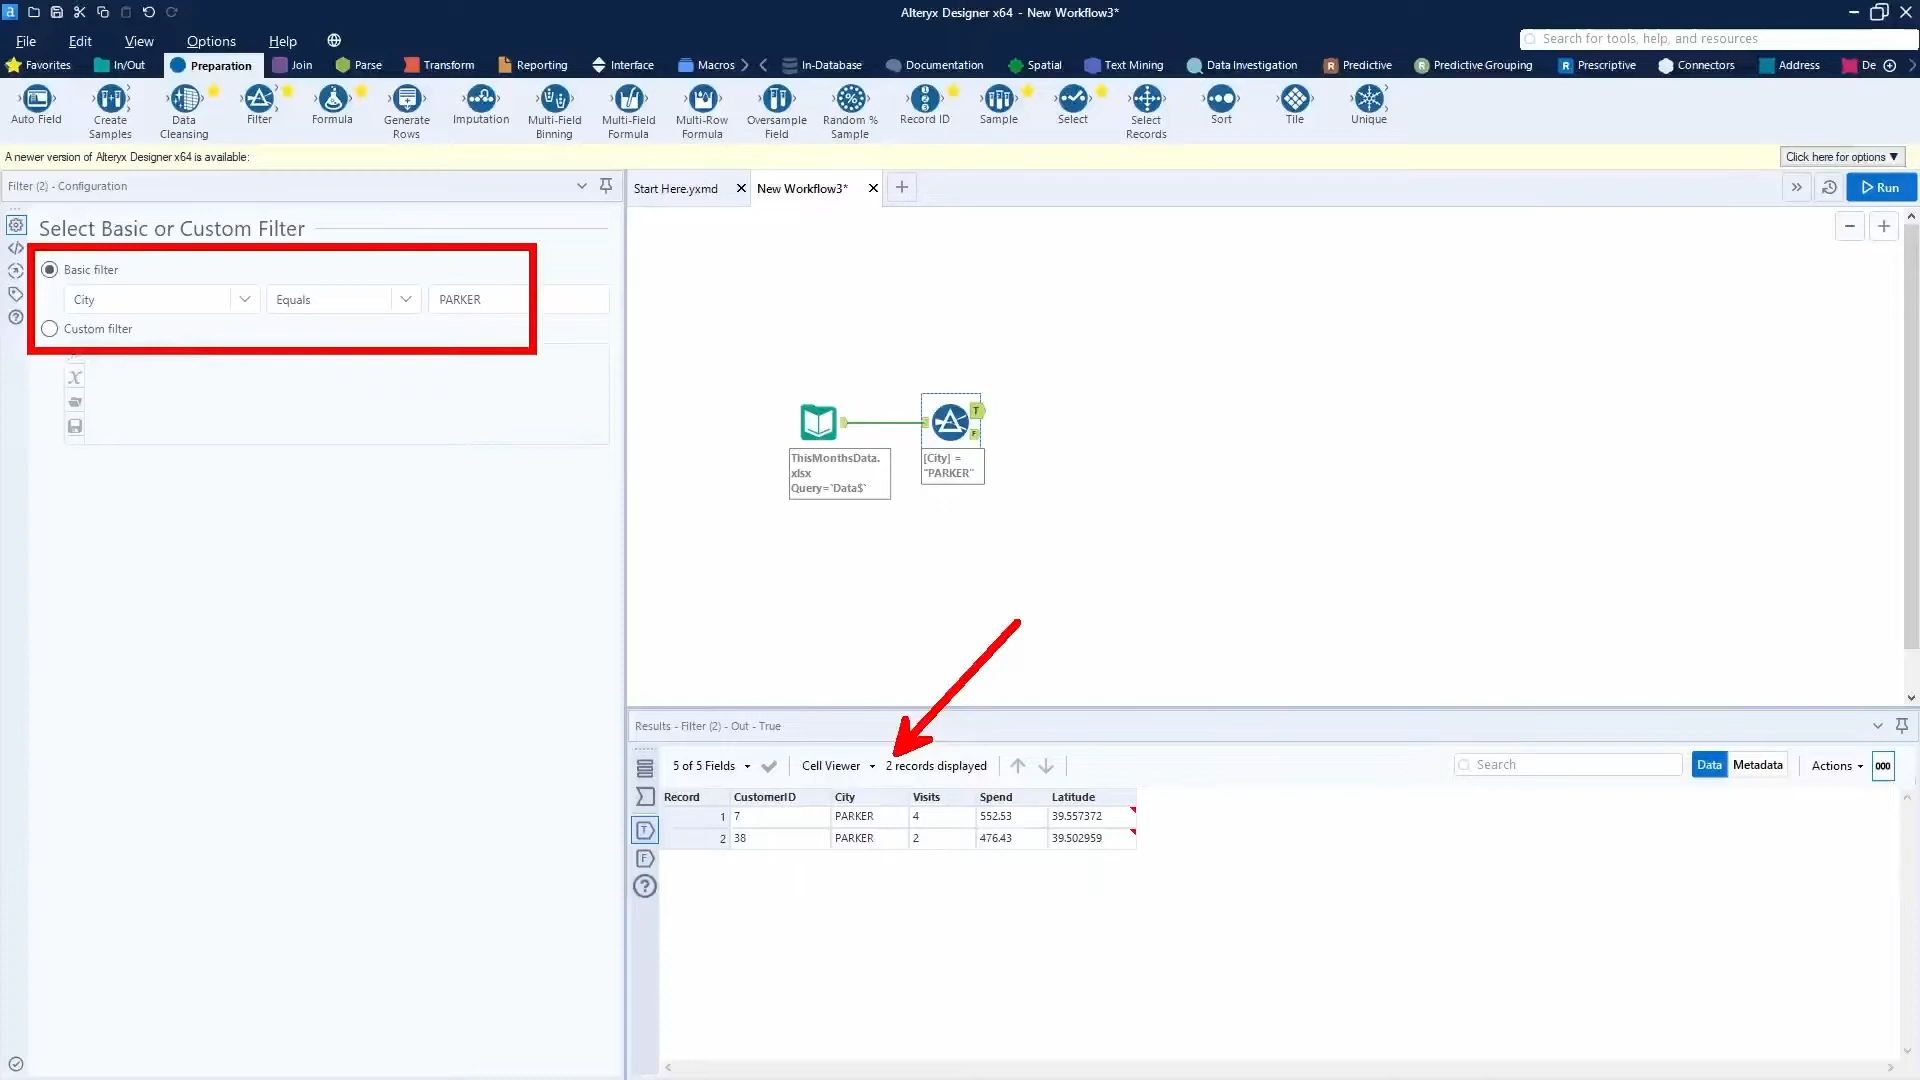 Alteryx Designer x64 - New Workflow3*
File Edit View Options Help
Search for tools, help, and resources
Favorites In/Out Preparation Join Parse Transform Reporting Interface Macros In-Database Documentation Spatial Text Mining Data Investigation Predictive Predictive Grouping Prescriptive Connectors Address De
Auto Field
Create Samples
Data Cleansing
Filter
Formula
Generate Rows
Imputation
Multi-Field Binning
Multi-Field Formula
Multi-Row Formula
Oversample Field
Random % Sample
Record ID
Sample
Select
Select Records
Sort
Tile
Unique
A newer version of Alteryx Designer x64 is available:
Click here for options ▼
Filter (2) - Configuration
Start Here.yxmd New Workflow3*
Run
Select Basic or Custom Filter
Basic filter
City Equals PARKER
Custom filter
X
T
F
ThisMonthsData.
xlsx
Query=`Data$`
[City] =
"PARKER"
Results - Filter (2) - Out - True
5 of 5 Fields Cell Viewer 2 records displayed
Search
Data Metadata Actions 000
Record CustomerID City Visits Spend Latitude
1 7 PARKER 4 552.53 39.557372
2 38 PARKER 2 476.43 39.502959
T
F
?